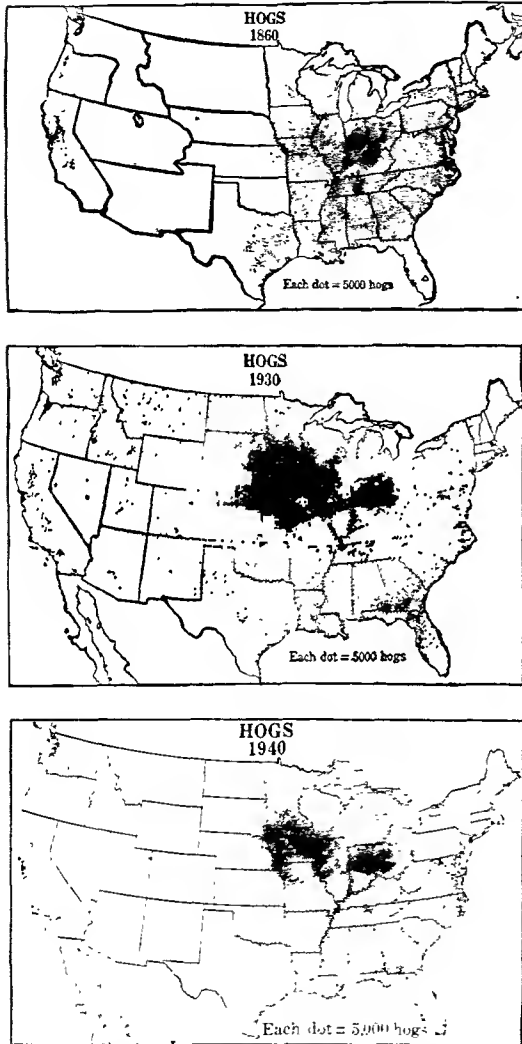 HOGS
1860
Each dot = 5000 hogs
HOGS
1930
Each dot = 5000 hogs
HOGS
1940
Each dot = 5,000 hogs